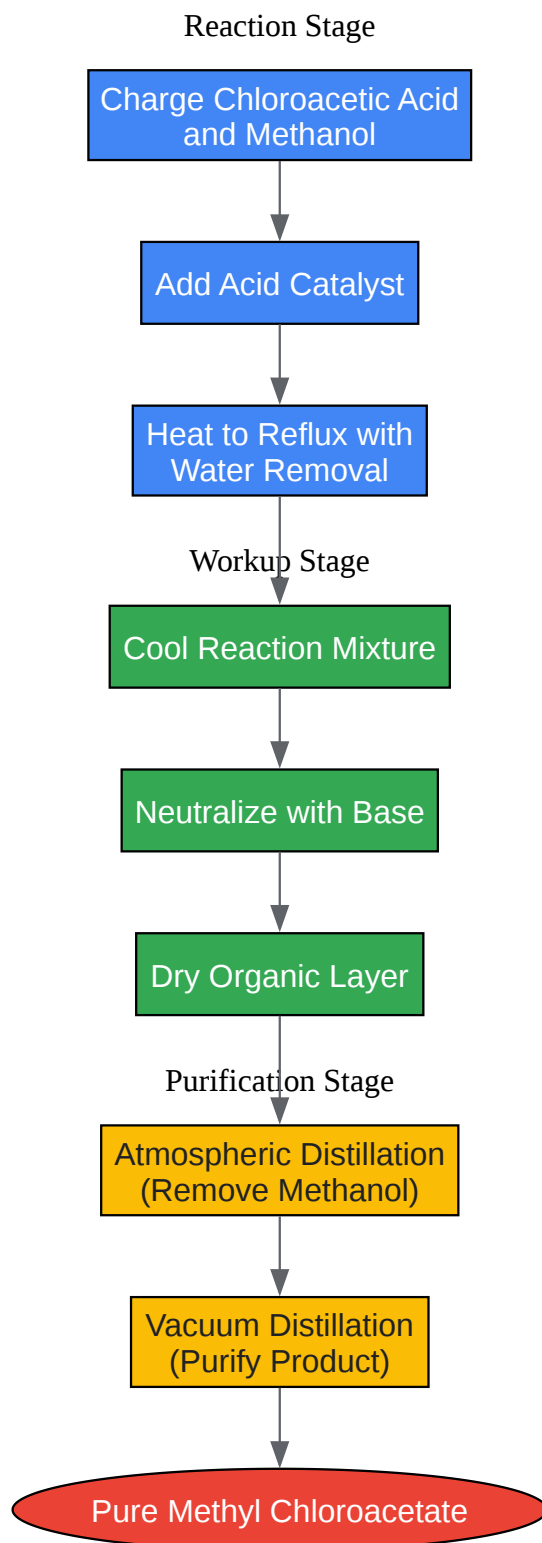 Reaction Stage
Charge Chloroacetic Acid
and Methanol
Add Acid Catalyst
Heat to Reflux with
Water Removal
Workup Stage
Cool Reaction Mixture
Neutralize with Base
Dry Organic Layer
Purification Stage
Atmospheric Distillation
(Remove Methanol)
Vacuum Distillation
(Purify Product)
Pure Methyl Chloroacetate